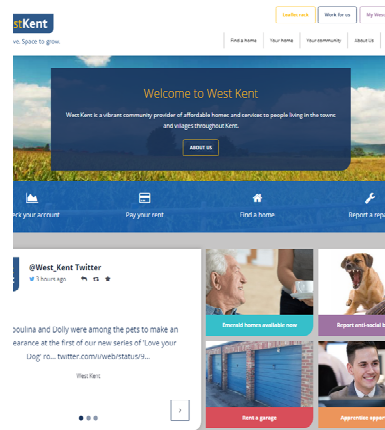 Leaflet rack
Work for us
My West
stKent
ve. Space to grow.
Find a home
Your home
Your community
About Us
Welcome to West Kent
West Kent is a vibrant community provider of affordable homes and services to people living in the towns
and villages throughout Kent.
ABOUT US
eck your account
Pay your rent
Find a home
Report a repa
@West_Kent Twitter
3 hours ago
poulina and Dolly were among the pets to make an
earance at the first of our new series of 'Love your
Dog' ro... twitter.com/i/web/status/9...
West Kent
Emerald homes available now
Report anti-social b
Rent a garage
Apprentice oppor